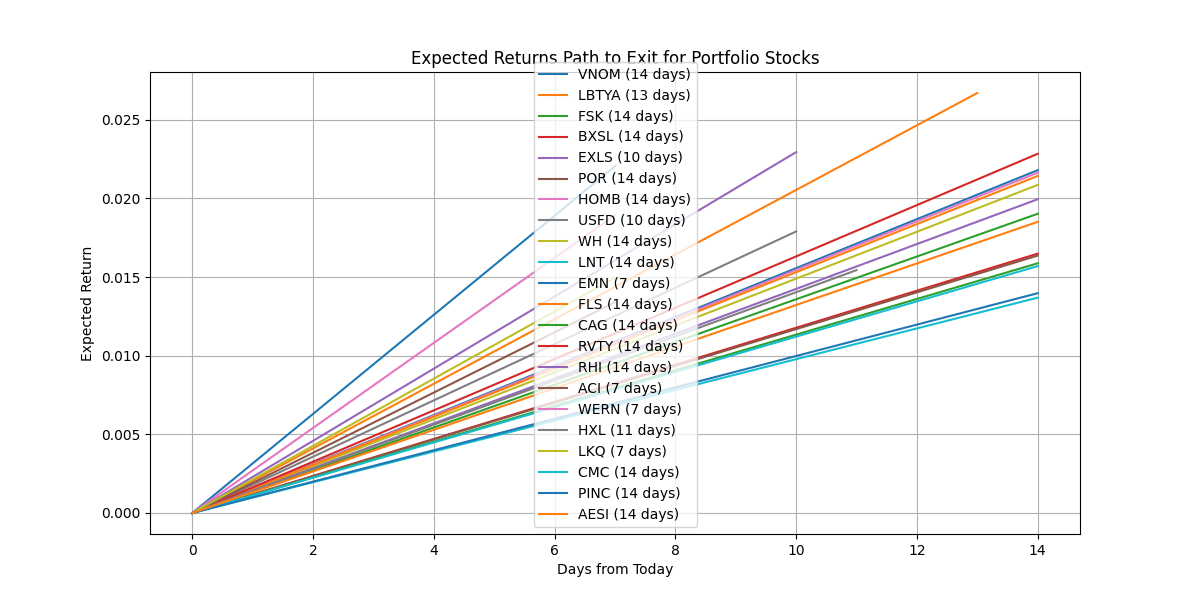 Expected Returns Path to Exit for Portfolio Stocks
VNOM (14 days)
LBTYA (13 days)
FSK (14 days)
BXSL (14 days)
EXLS (10 days)
POR (14 days)
HOMB (14 days)
USFD (10 days)
WH (14 days)
LNT (14 days)
EMN (7 days)
FLS (14 days)
CAG (14 days)
RVTY (14 days)
RHI (14 days)
ACI (7 days)
WERN (7 days)
HXL (11 days)
LKQ (7 days)
CMC (14 days)
PINC (14 days)
AESI (14 days)
Expected Return
0.025
0.020
0.015
0.010
0.005
0.000
0 2 4 6 8 10 12 14
Days from Today